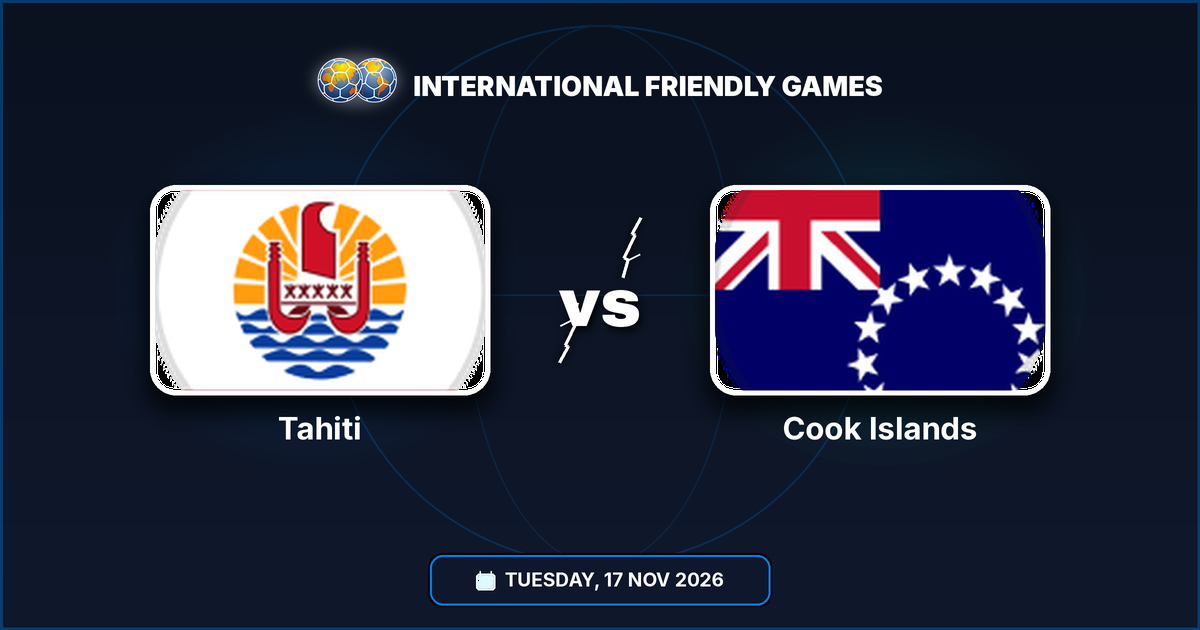 INTERNATIONAL FRIENDLY GAMES
vs
Tahiti
Cook Islands
TUESDAY, 17 NOV 2026